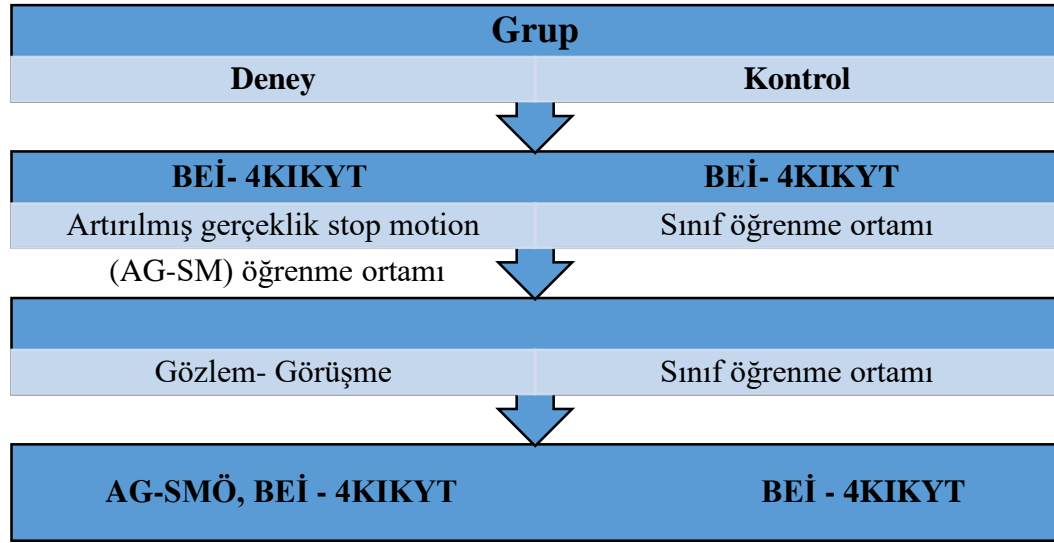 Grup
Deney Kontrol
BEİ- 4KIKYT BEİ- 4KIKYT
Artırılmış gerçeklik stop motion Sınıf öğrenme ortamı
(AG-SM) öğrenme ortamı
Gözlem- Görüşme Sınıf öğrenme ortamı
AG-SMÖ, BEİ - 4KIKYT BEİ - 4KIKYT